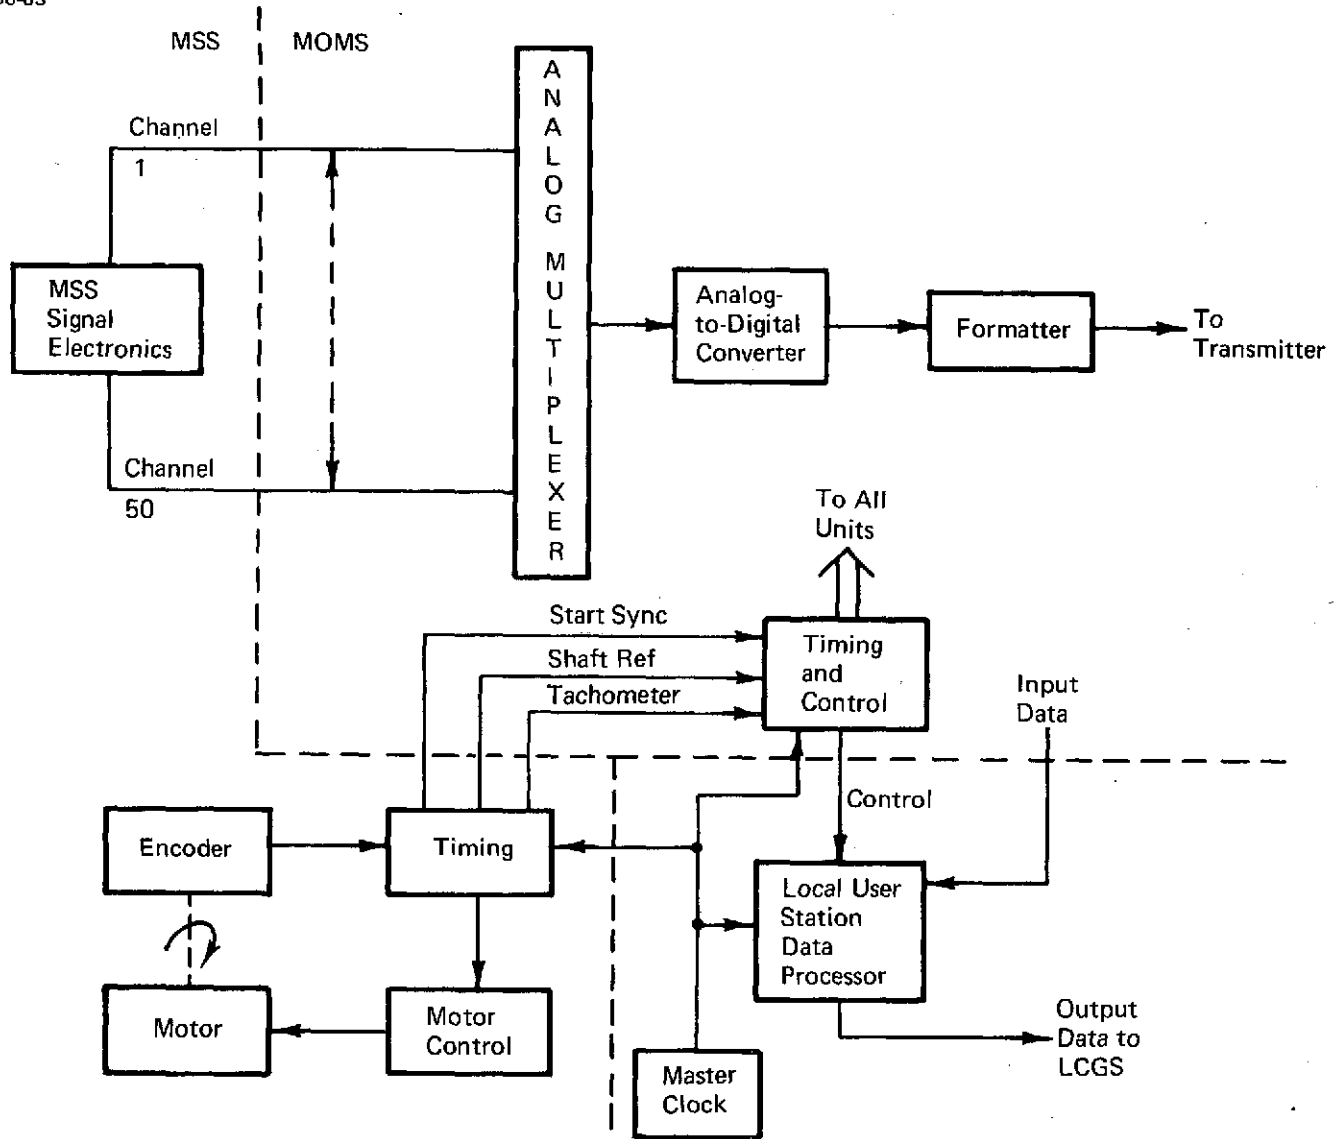 MSS
MOMS
Channel
1
MSS
Signal
Electronics
Channel
50
ANALOG MULTIPLEXER
Analog-
to-Digital
Converter
Formatter
To
Transmitter
To All
Units
Start Sync
Shaft Ref
Tachometer
Timing
and
Control
Input
Data
Control
Encoder
Timing
Local User
Station
Data
Processor
Motor
Motor
Control
Master
Clock
Output
Data to
LCGS